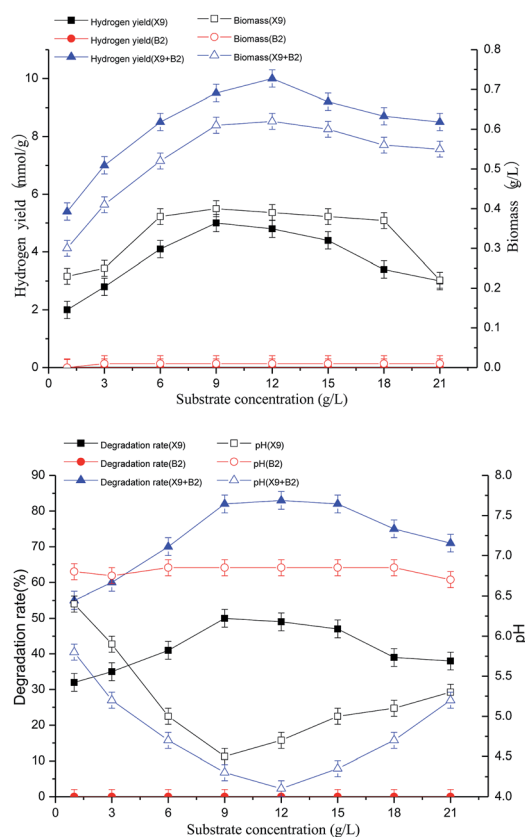 Hydrogen yield(X9) Biomass(X9)
Hydrogen yield(B2) Biomass(B2)
Hydrogen yield(X9+B2) Biomass(X9+B2)
10
8
6
4
2
0
Hydrogen yield (mmol/g)
0.8
0.7
0.6
0.5
0.4
0.3
0.2
0.1
0.0
Biomass (g/L)
3 6 9 12 15 18 21
Substrate concentration (g/L)
Degradation rate(X9) pH(X9)
Degradation rate(B2) pH(B2)
Degradation rate(X9+B2) pH(X9+B2)
90
80
70
60
50
40
30
20
10
0
Degradation rate(%)
8.0
7.5
7.0
6.5
6.0
5.5
5.0
4.5
4.0
pH
3 6 9 12 15 18 21
Substrate concentration (g/L)